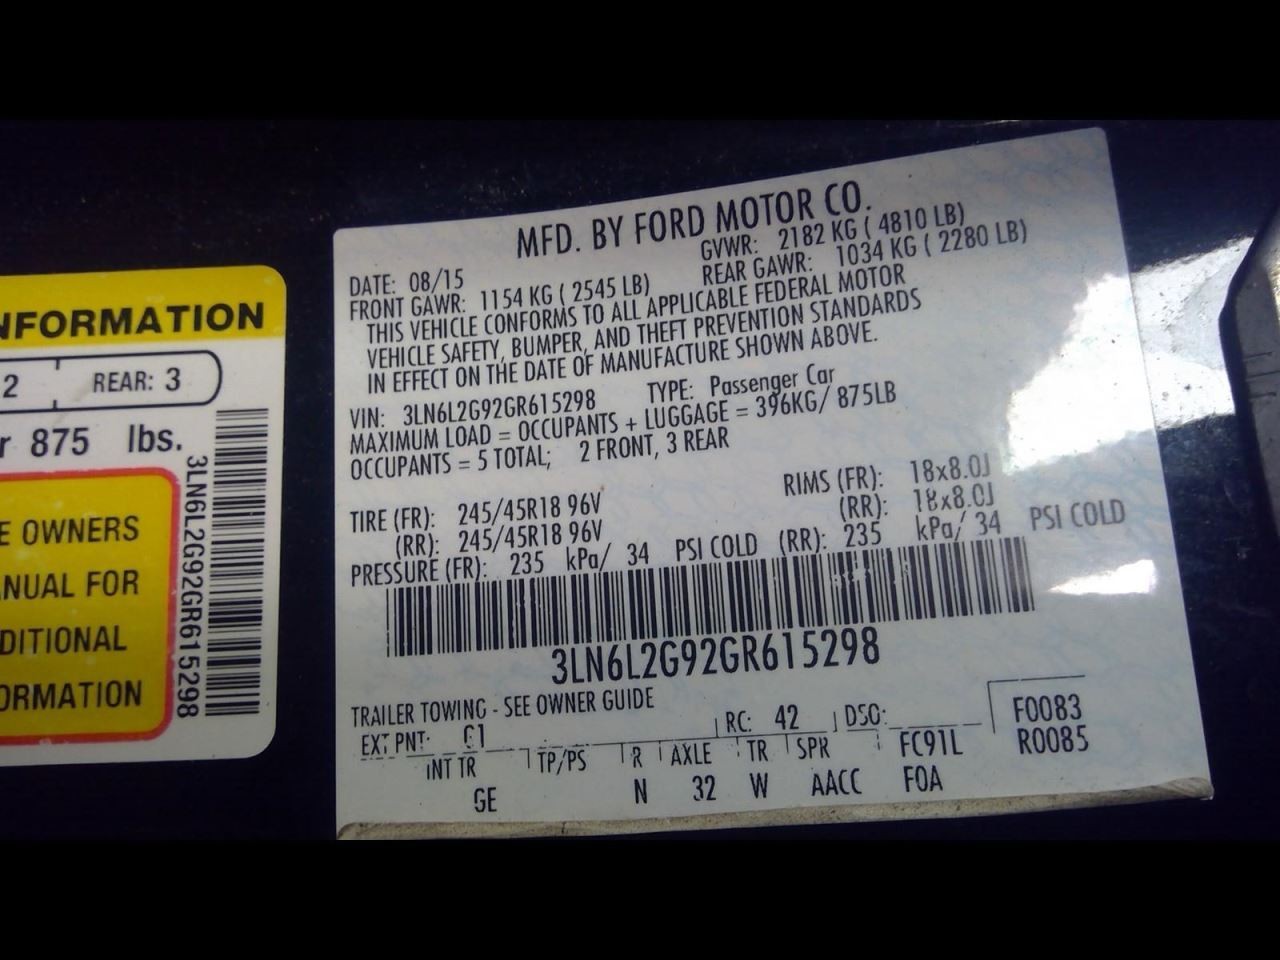 NFORMATION
2 REAR: 3
r 875 lbs.
E OWNERS
ANUAL FOR
DITIONAL
ORMATION
3LN6L2G92GR615298
MFD. BY FORD MOTOR CO.
DATE: 08/15 GVWR: 2182 KG ( 4810 LB)
FRONT GAWR: 1154 KG ( 2545 LB) REAR GAWR: 1034 KG ( 2280 LB)
THIS VEHICLE CONFORMS TO ALL APPLICABLE FEDERAL MOTOR
VEHICLE SAFETY, BUMPER, AND THEFT PREVENTION STANDARDS
IN EFFECT ON THE DATE OF MANUFACTURE SHOWN ABOVE.
VIN: 3LN6L2G92GR615298 TYPE: Passenger Car
MAXIMUM LOAD = OCCUPANTS + LUGGAGE = 396KG/ 875LB
OCCUPANTS = 5 TOTAL; 2 FRONT, 3 REAR
TIRE (FR): 245/45R18 96V RIMS (FR): 18x8.0J
(RR): 245/45R18 96V (RR): 18x8.0J
PRESSURE (FR): 235 kPa/ 34 PSI COLD (RR): 235 kPa/ 34 PSI COLD
3LN6L2G92GR615298
TRAILER TOWING - SEE OWNER GUIDE
EXT PNT: G1 RC: 42 DSO: F0083
INT TR TP/PS R AXLE TR SPR FC91L R0085
GE N 32 W AACC FOA